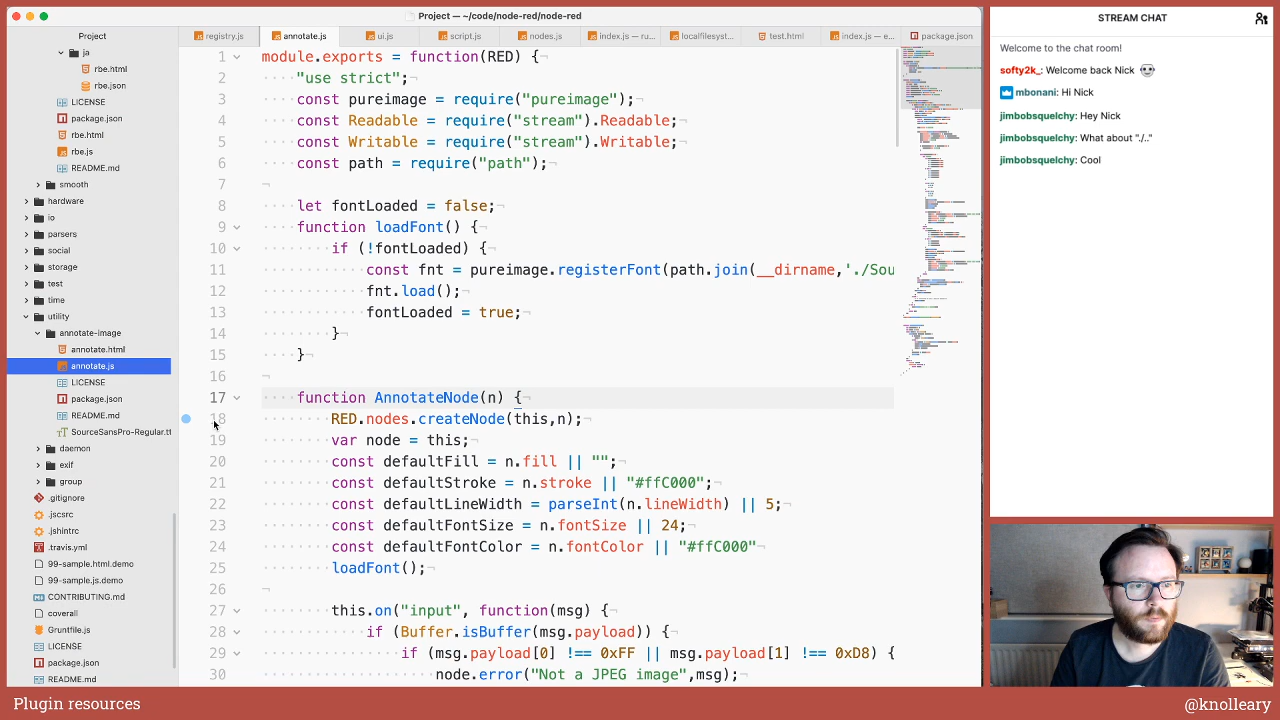 Project — ~/code/node-red/node-red
Project
registry.js
annotate.js
ui.js
script.js
nodes.js
index.js — ru...
localfilesyst...
test.html
index.js — e...
package.json
ja
rbe.html
rbe.json
LICENSE
package.json
rbe.html
rbe.js
README.md
smooth
hardware
io
parsers
social
storage
test
time
utility
annotate-image
annotate.html
annotate.js
LICENSE
package.json
README.md
SourceSansPro-Regular.tt
daemon
exif
group
.gitignore
.jscsrc
.jshintrc
.travis.yml
99-sample.html.demo
99-sample.js.demo
CONTRIBUTING.md
coverall
Gruntfile.js
LICENSE
package.json
README.md
1 module.exports = function(RED) {
2 "use strict";
3 const pureimage = require("pureimage");
4 const Readable = require("stream").Readable;
5 const Writable = require("stream").Writable;
6 const path = require("path");
7
8 let fontLoaded = false;
9 function loadFont() {
10 if (!fontLoaded) {
11 const fnt = pureimage.registerFont(path.join(__dirname,'./Sou
12 fnt.load();
13 fontLoaded = true;
14 }
15 }
16
17 function AnnotateNode(n) {
18 RED.nodes.createNode(this,n);
19 var node = this;
20 const defaultFill = n.fill || "";
21 const defaultStroke = n.stroke || "#ffC000";
22 const defaultLineWidth = parseInt(n.lineWidth) || 5;
23 const defaultFontSize = n.fontSize || 24;
24 const defaultFontColor = n.fontColor || "#ffC000"
25 loadFont();
26
27 this.on("input", function(msg) {
28 if (Buffer.isBuffer(msg.payload)) {
29 if (msg.payload[0] !== 0xFF || msg.payload[1] !== 0xD8) {
30 node.error("Not a JPEG image",msg);
STREAM CHAT
Welcome to the chat room!
softy2k_: Welcome back Nick
mbonani: Hi Nick
jimbobsquelchy: Hey Nick
jimbobsquelchy: What about "./.."
jimbobsquelchy: Cool
Plugin resources
@knolleary